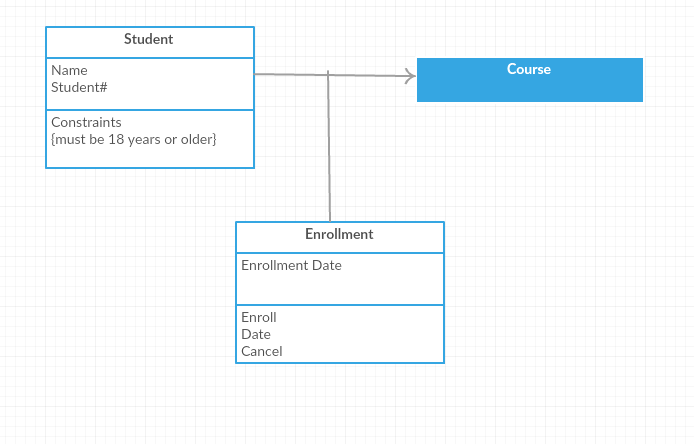 Student
Name
Student#
Constraints
{must be 18 years or older}
Course
Enrollment
Enrollment Date
Enroll
Date
Cancel